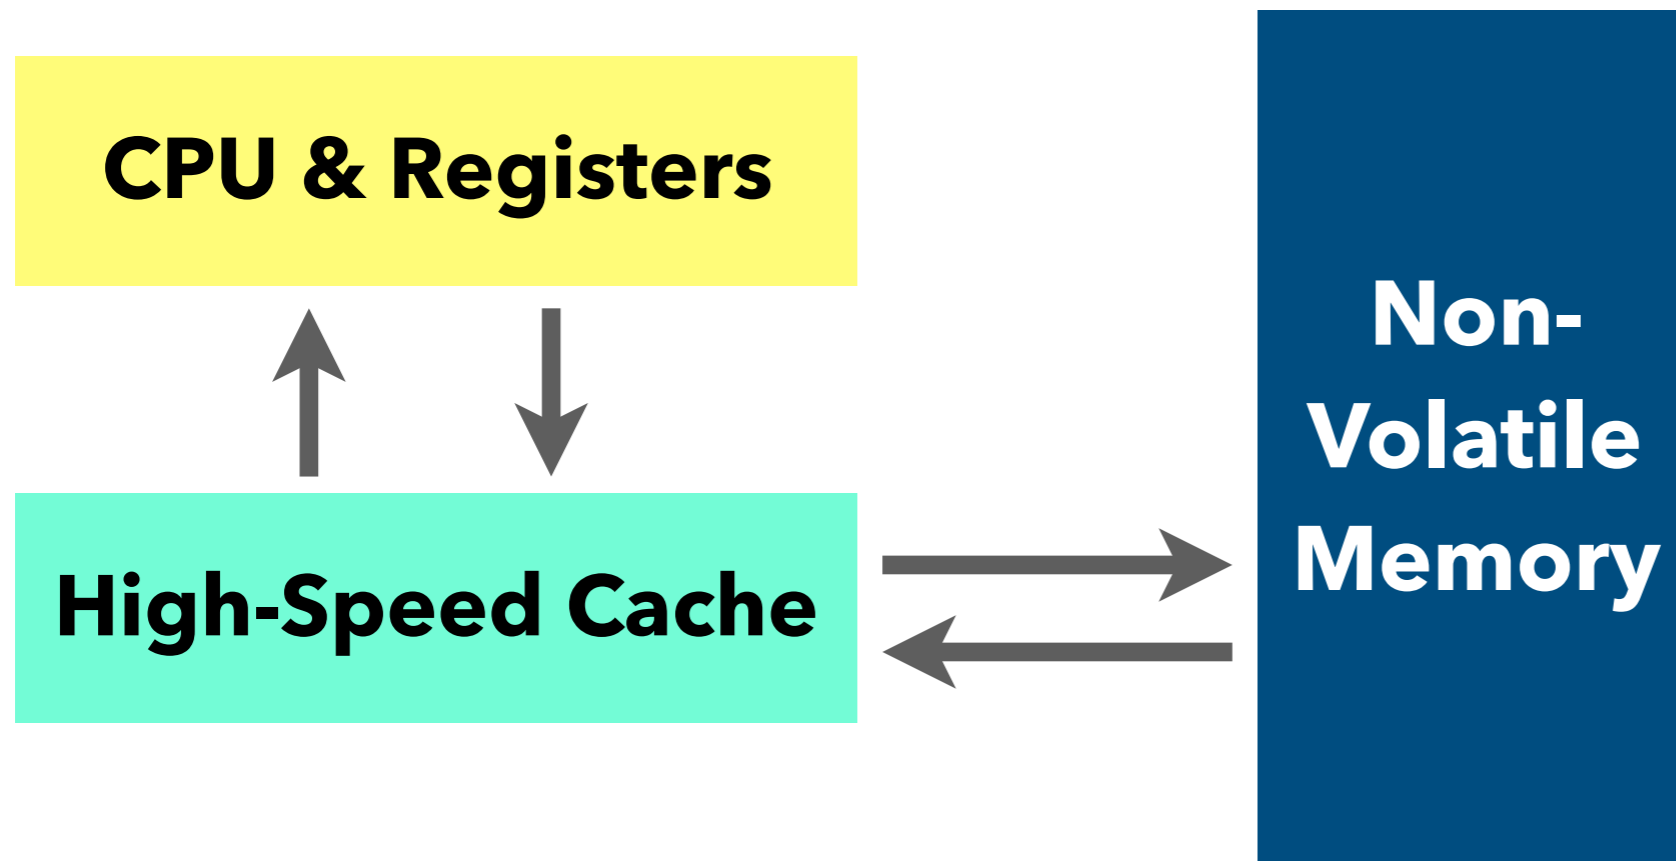 CPU & Registers
High-Speed Cache
Non-
Volatile
Memory